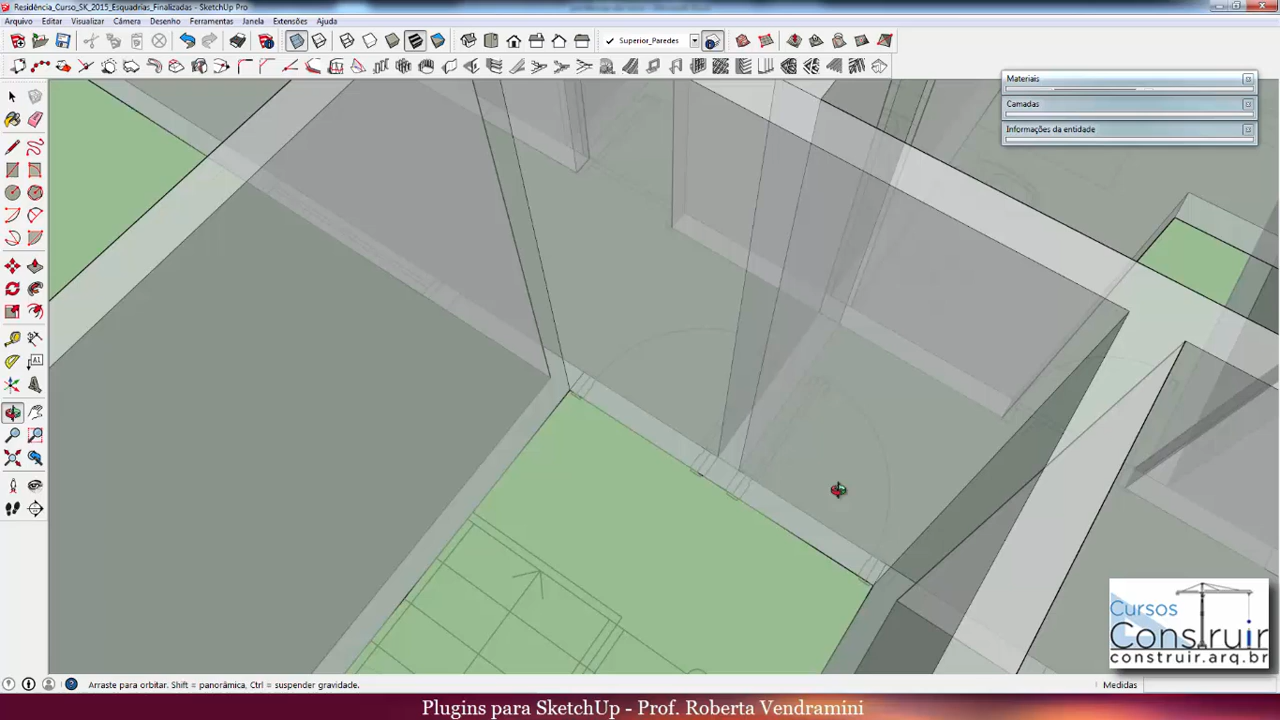 Residência_Curso_SK_2015_Esquadrias_Finalizadas - SketchUp Pro
Arquivo Editar Visualizar Câmera Desenho Ferramentas Janela Extensões Ajuda
Superior_Paredes
Materiais
Camadas
Informações da entidade
A1
Cursos
Construir
construir.arq.br
Arraste para orbitar. Shift = panorâmica, Ctrl = suspender gravidade.
Medidas
Plugins para SketchUp - Prof. Roberta Vendramini